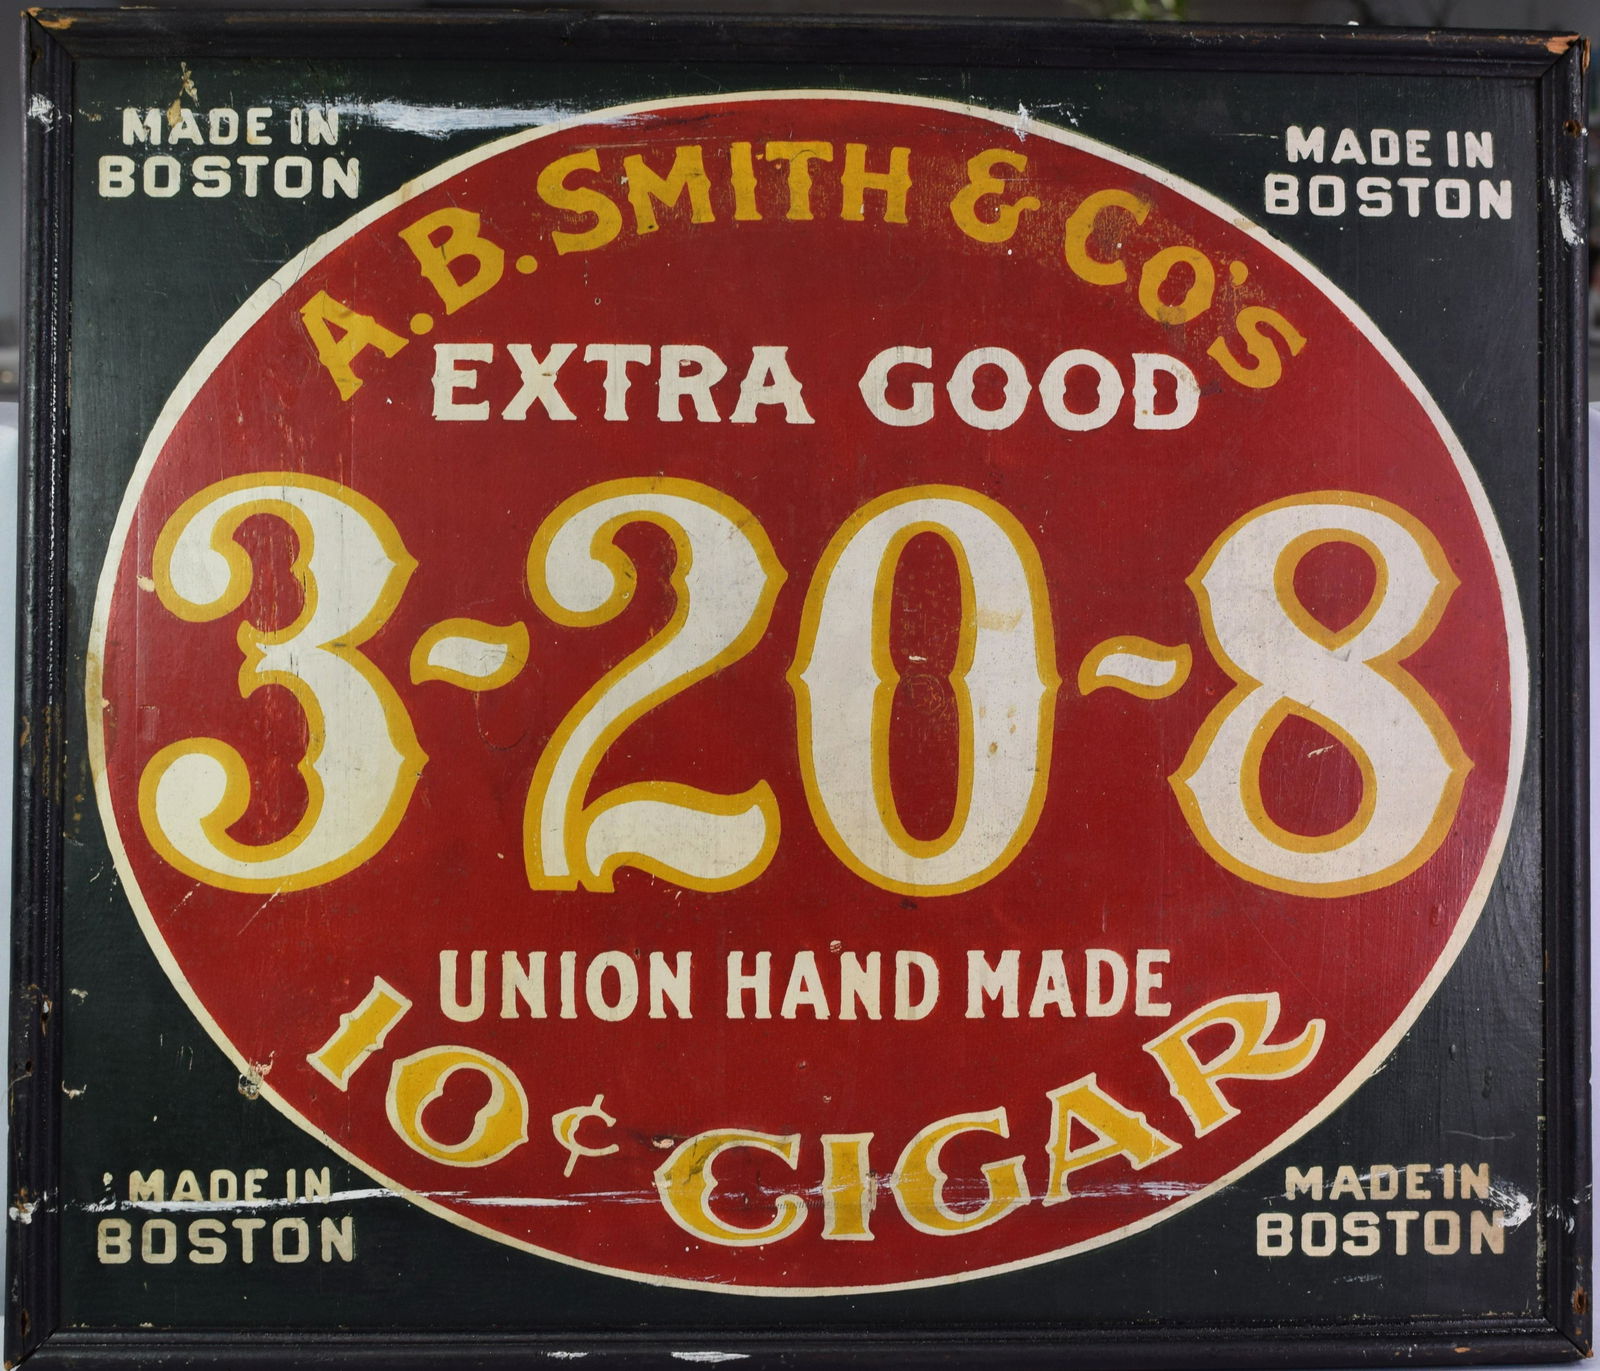 MADE IN
BOSTON
MADE IN
BOSTON
A.B. SMITH & CO'S
EXTRA GOOD
3-20-8
UNION HAND MADE
10¢ CIGAR
MADE IN
BOSTON
MADE IN
BOSTON